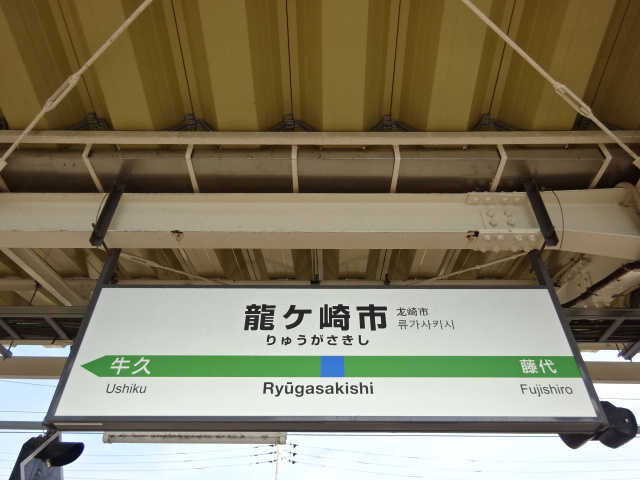 龍ケ崎市
龙崎市
류가사키시
りゅうがさきし
牛久
藤代
Ushiku
Ryūgasakishi
Fujishiro